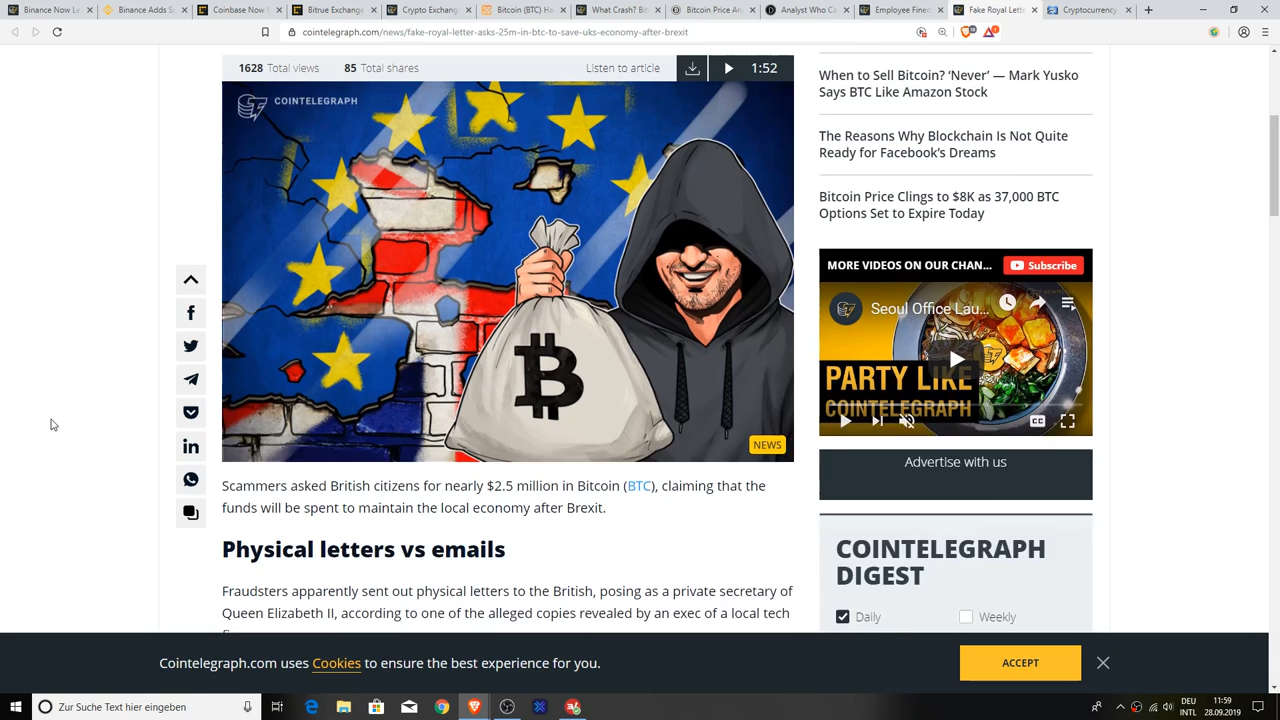 Binance Now Le
Binance Adds S
Coinbase Now S
Bitrue Exchange
Crypto Exchang
Bitcoin (BTC) Ha
What Crash? Bit
Bitcoin Price An
Analyst Who Ca
Employee Fined
Fake Royal Lette
Cryptocurrency
cointelegraph.com/news/fake-royal-letter-asks-25m-in-btc-to-save-uks-economy-after-brexit
1628 Total views
85 Total shares
Listen to article
1:52
COINTELEGRAPH
B
NEWS
Scammers asked British citizens for nearly $2.5 million in Bitcoin (BTC), claiming that the
funds will be spent to maintain the local economy after Brexit.
Physical letters vs emails
Fraudsters apparently sent out physical letters to the British, posing as a private secretary of
Queen Elizabeth II, according to one of the alleged copies revealed by an exec of a local tech
When to Sell Bitcoin? ‘Never’ — Mark Yusko
Says BTC Like Amazon Stock
The Reasons Why Blockchain Is Not Quite
Ready for Facebook’s Dreams
Bitcoin Price Clings to $8K as 37,000 BTC
Options Set to Expire Today
MORE VIDEOS ON OUR CHAN...
Subscribe
Seoul Office Lau...
PARTY LIKE
COINTELEGRAPH
CC
Advertise with us
COINTELEGRAPH
DIGEST
Daily
Weekly
Cointelegraph.com uses Cookies to ensure the best experience for you.
ACCEPT
Zur Suche Text hier eingeben
DEU
INTL
11:59
28.09.2019